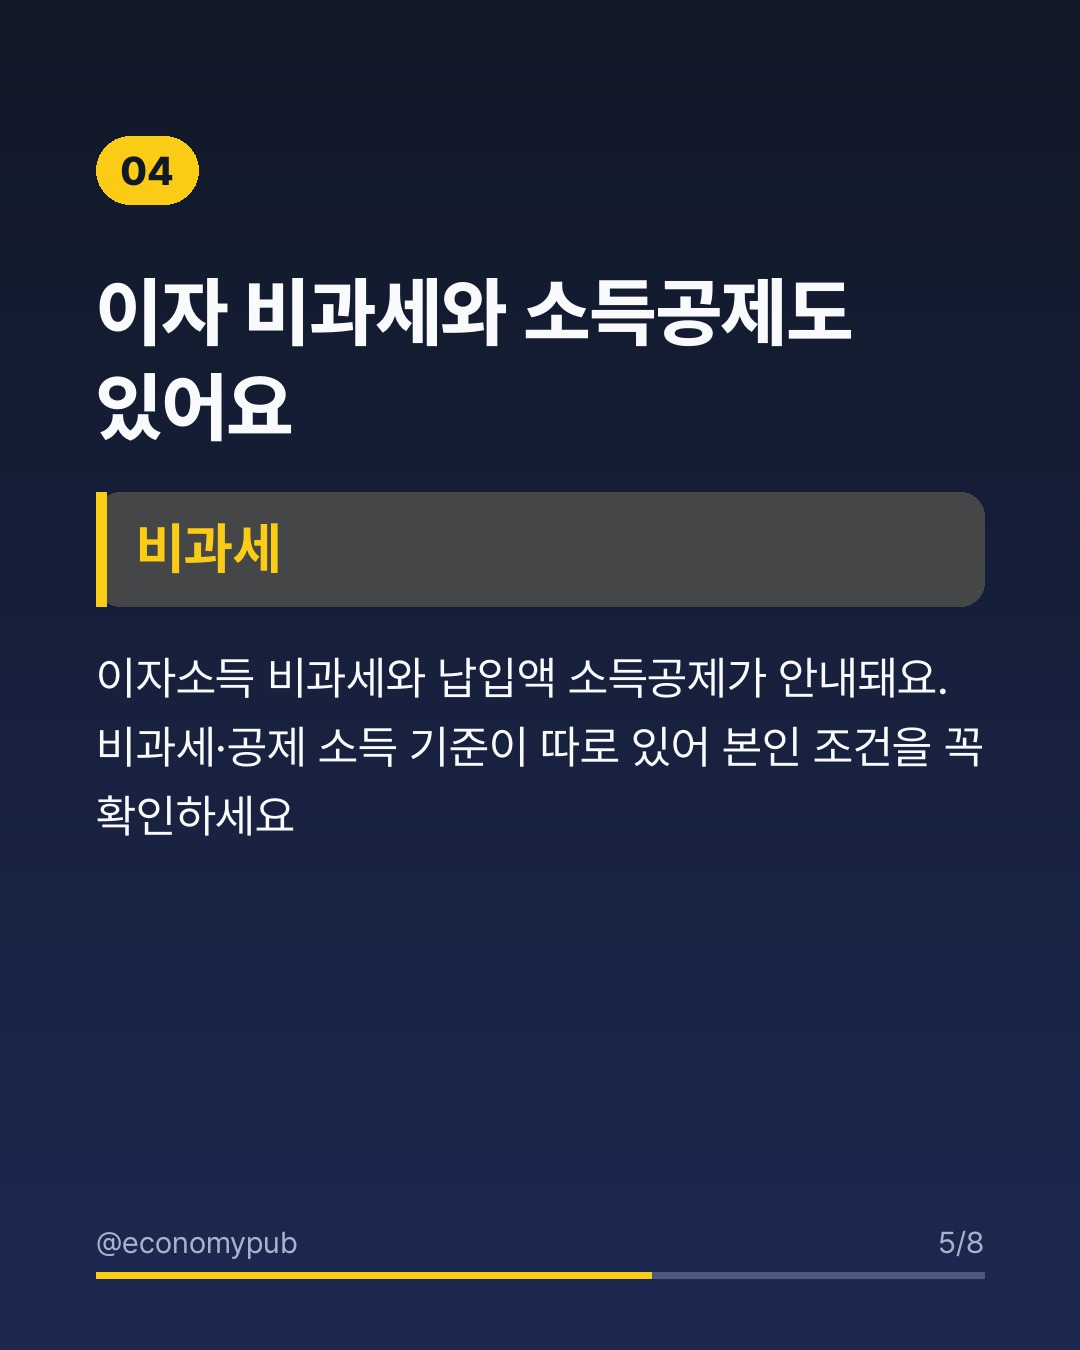 04
이자 비과세와 소득공제도
있어요
비과세
이자소득 비과세와 납입액 소득공제가 안내돼요.
비과세·공제 소득 기준이 따로 있어 본인 조건을 꼭
확인하세요
@economypub
5/8